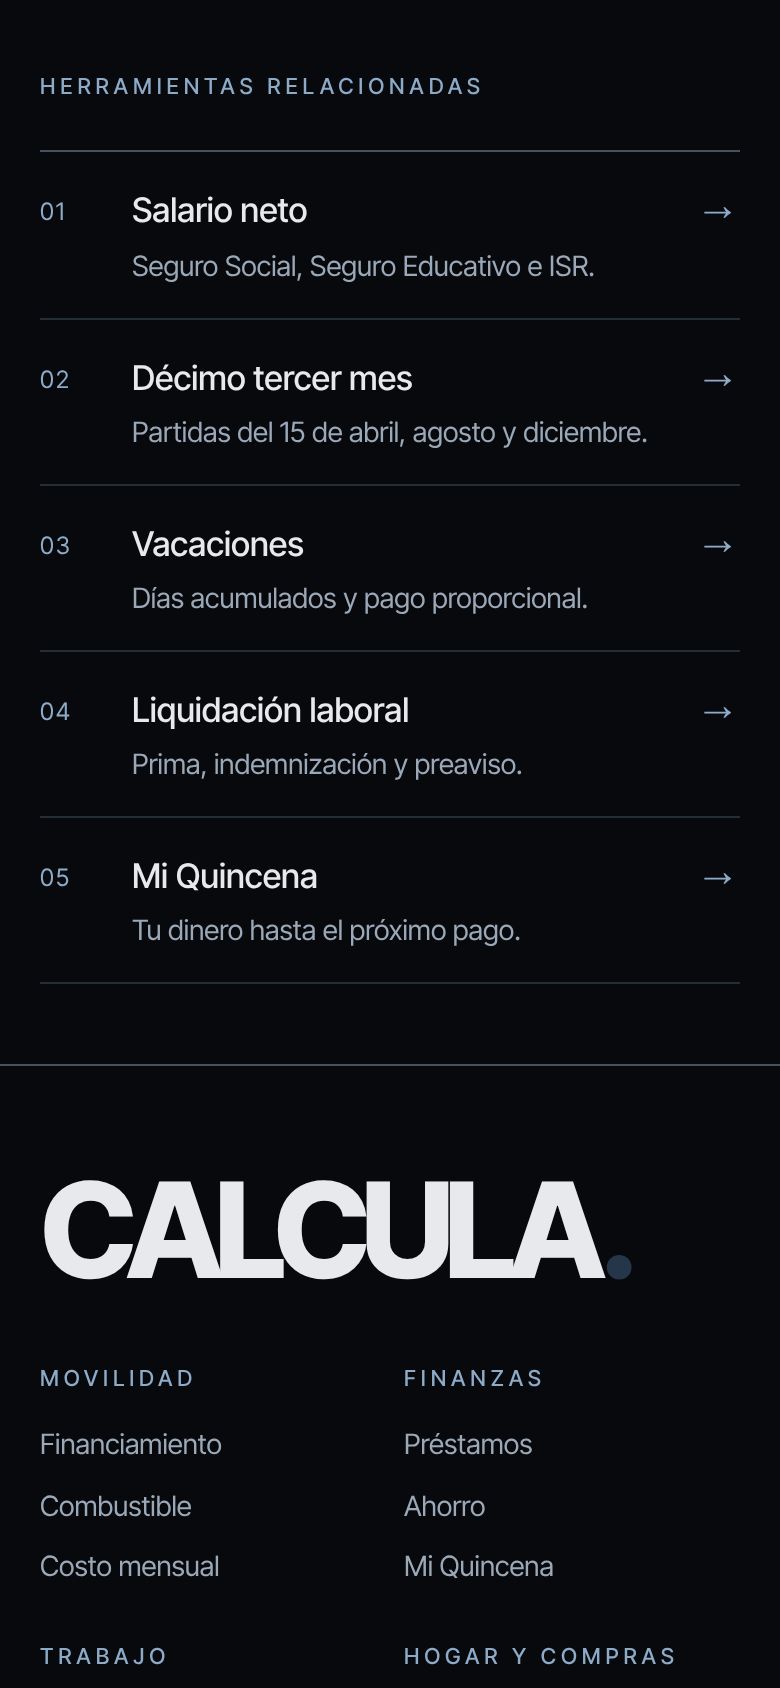 HERRAMIENTAS RELACIONADAS
01 Salario neto →
Seguro Social, Seguro Educativo e ISR.
02 Décimo tercer mes →
Partidas del 15 de abril, agosto y diciembre.
03 Vacaciones →
Días acumulados y pago proporcional.
04 Liquidación laboral →
Prima, indemnización y preaviso.
05 Mi Quincena →
Tu dinero hasta el próximo pago.
CALCULA.
MOVILIDAD
Financiamiento
Combustible
Costo mensual
FINANZAS
Préstamos
Ahorro
Mi Quincena
TRABAJO
HOGAR Y COMPRAS